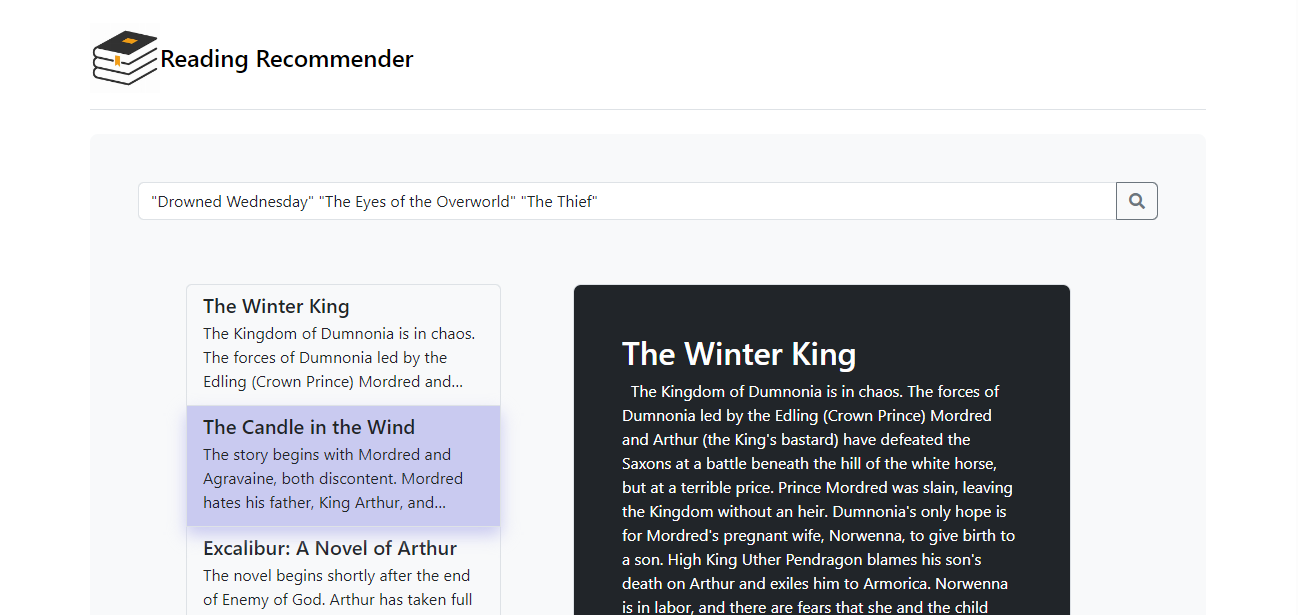 Reading Recommender
"Drowned Wednesday" "The Eyes of the Overworld" "The Thief"
The Winter King
The Kingdom of Dumnonia is in chaos.
The forces of Dumnonia led by the
Edling (Crown Prince) Mordred and...
The Candle in the Wind
The story begins with Mordred and
Agravaine, both discontent. Mordred
hates his father, King Arthur, and...
Excalibur: A Novel of Arthur
The novel begins shortly after the end
of Enemy of God. Arthur has taken full
The Winter King
The Kingdom of Dumnonia is in chaos. The forces of
Dumnonia led by the Edling (Crown Prince) Mordred
and Arthur (the King's bastard) have defeated the
Saxons at a battle beneath the hill of the white horse,
but at a terrible price. Prince Mordred was slain, leaving
the Kingdom without an heir. Dumnonia's only hope is
for Mordred's pregnant wife, Norwenna, to give birth to
a son. High King Uther Pendragon blames his son's
death on Arthur and exiles him to Armorica. Norwenna
is in labor, and there are fears that she and the child